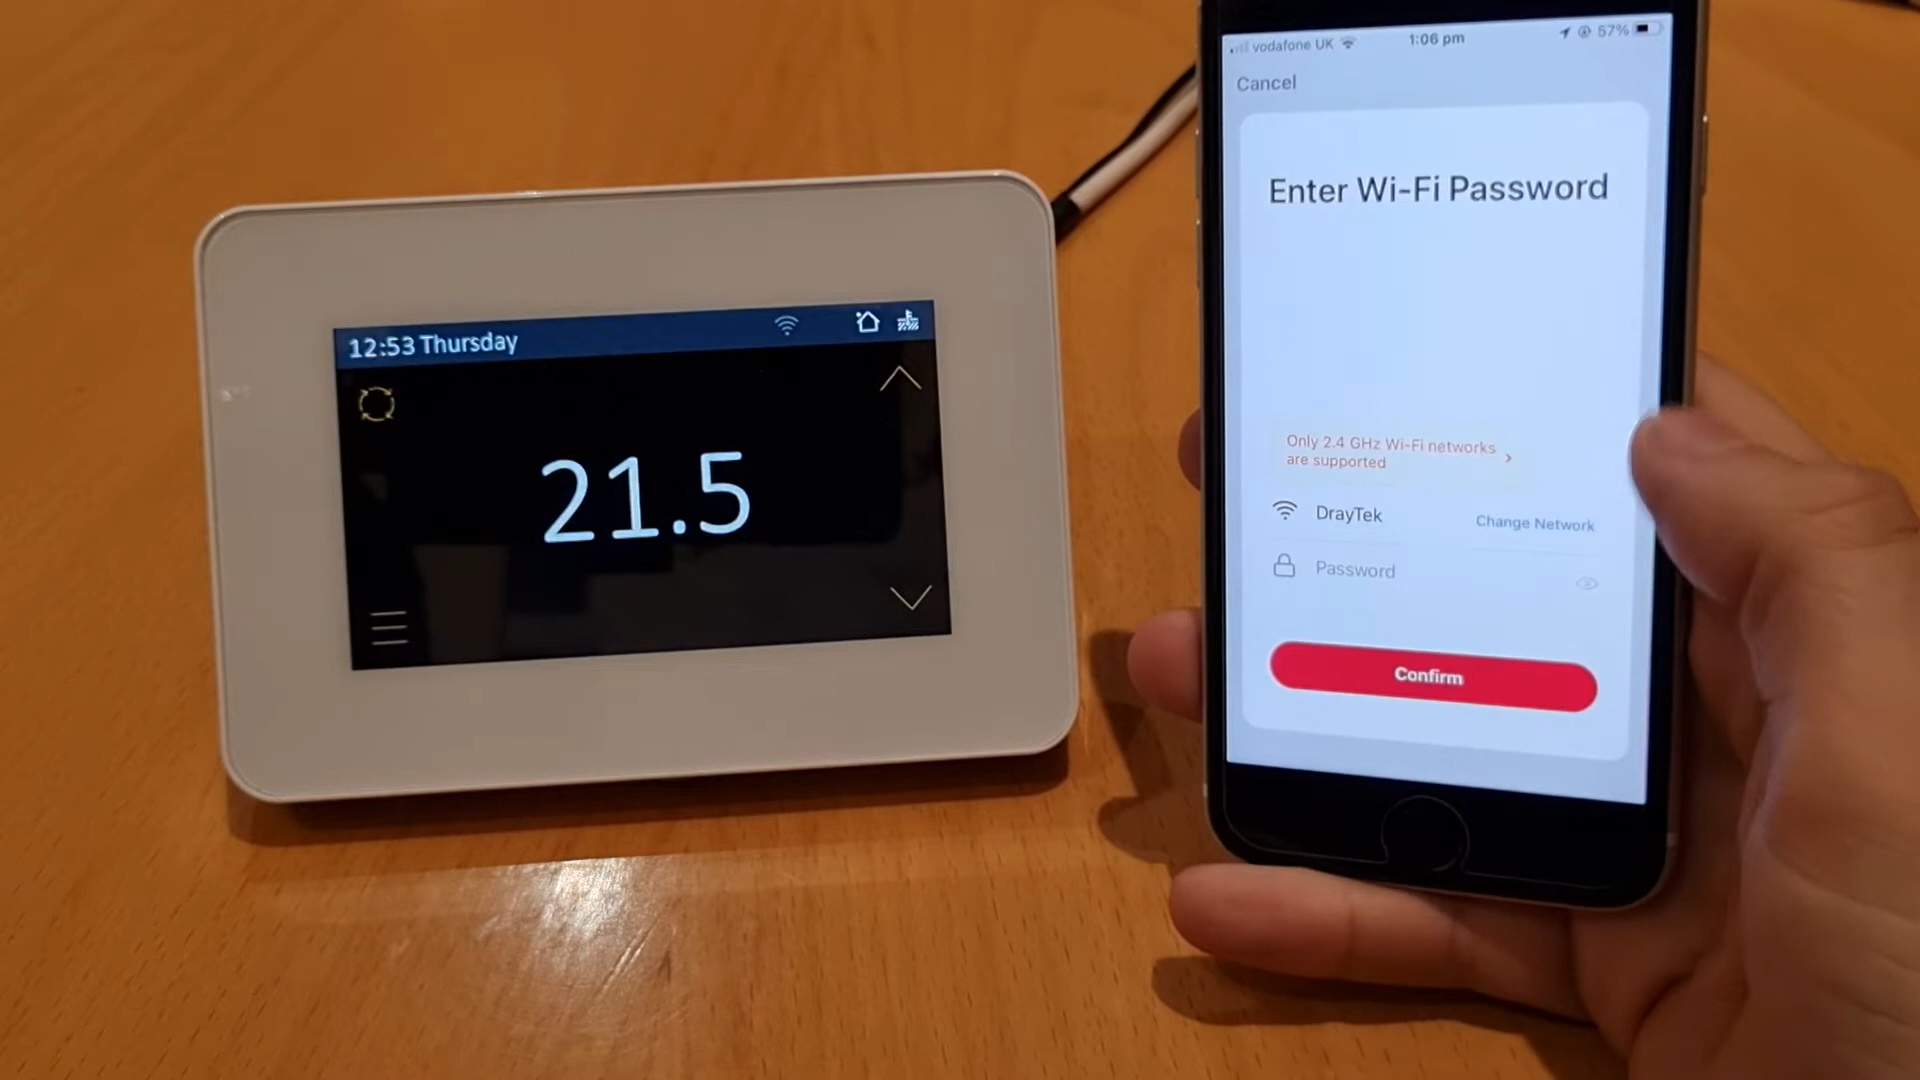 12:53 Thursday
21.5
vodafone UK
1:06 pm
57%
Cancel
Enter Wi-Fi Password
Only 2.4 GHz Wi-Fi networks
are supported
DrayTek
Change Network
Password
Confirm